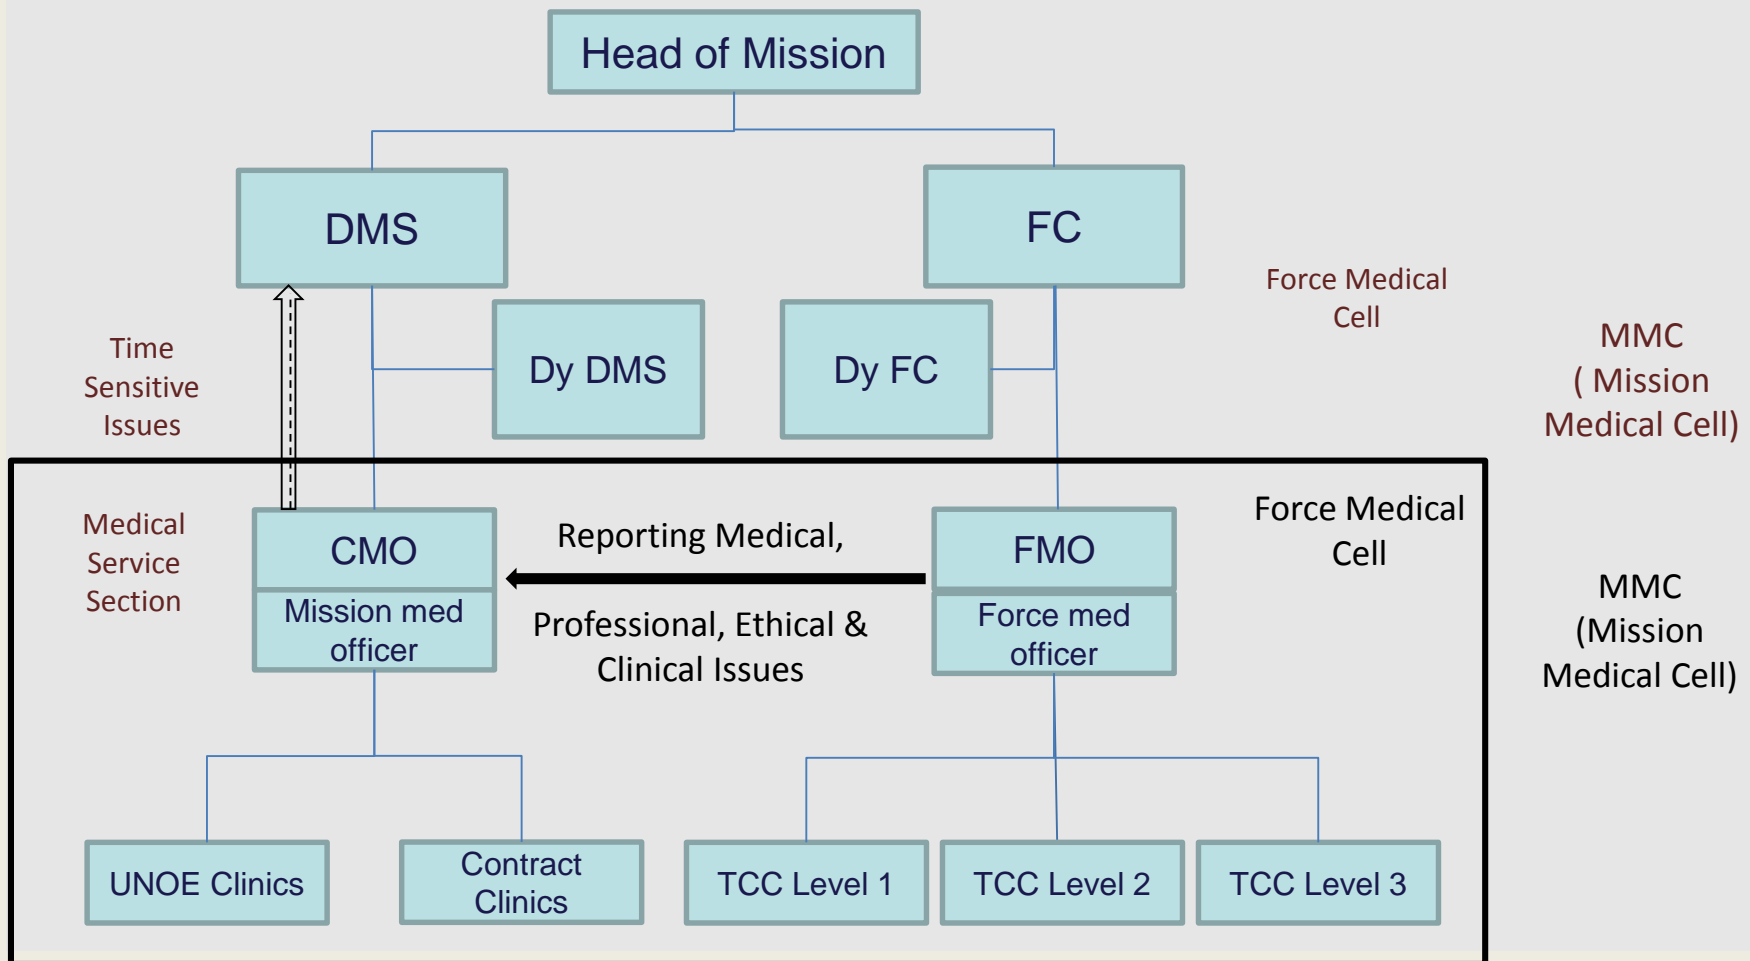 Head of Mission
DMS
FC
Force Medical
Cell
MMC
( Mission
Medical Cell)
Time
Sensitive
Issues
Dy DMS
Dy FC
Medical
Service
Section
CMO
Mission med
officer
Reporting Medical,
Professional, Ethical &
Clinical Issues
FMO
Force med
officer
Force Medical
Cell
MMC
(Mission
Medical Cell)
UNOE Clinics
Contract
Clinics
TCC Level 1
TCC Level 2
TCC Level 3